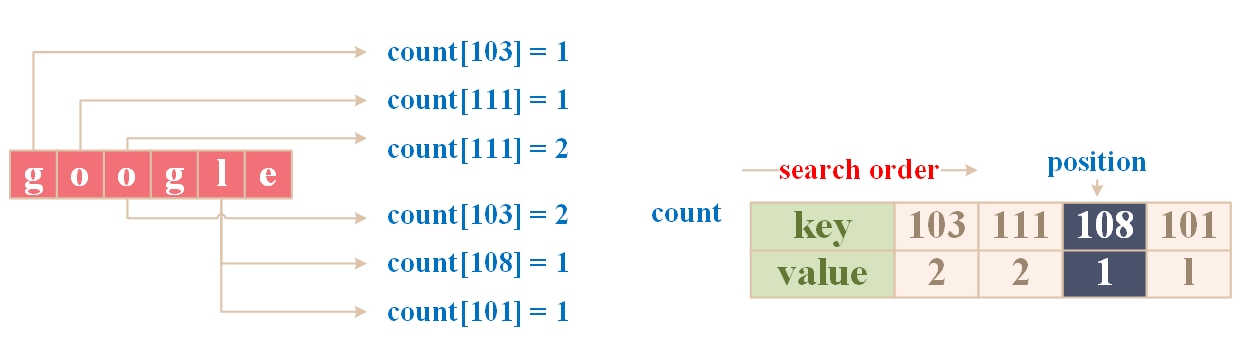 count[103] = 1
count[111] = 1
count[111] = 2
g o o g l e
count[103] = 2
count[108] = 1
count[101] = 1
search order
position
count
key 103 111 108 101
value 2 2 1 l